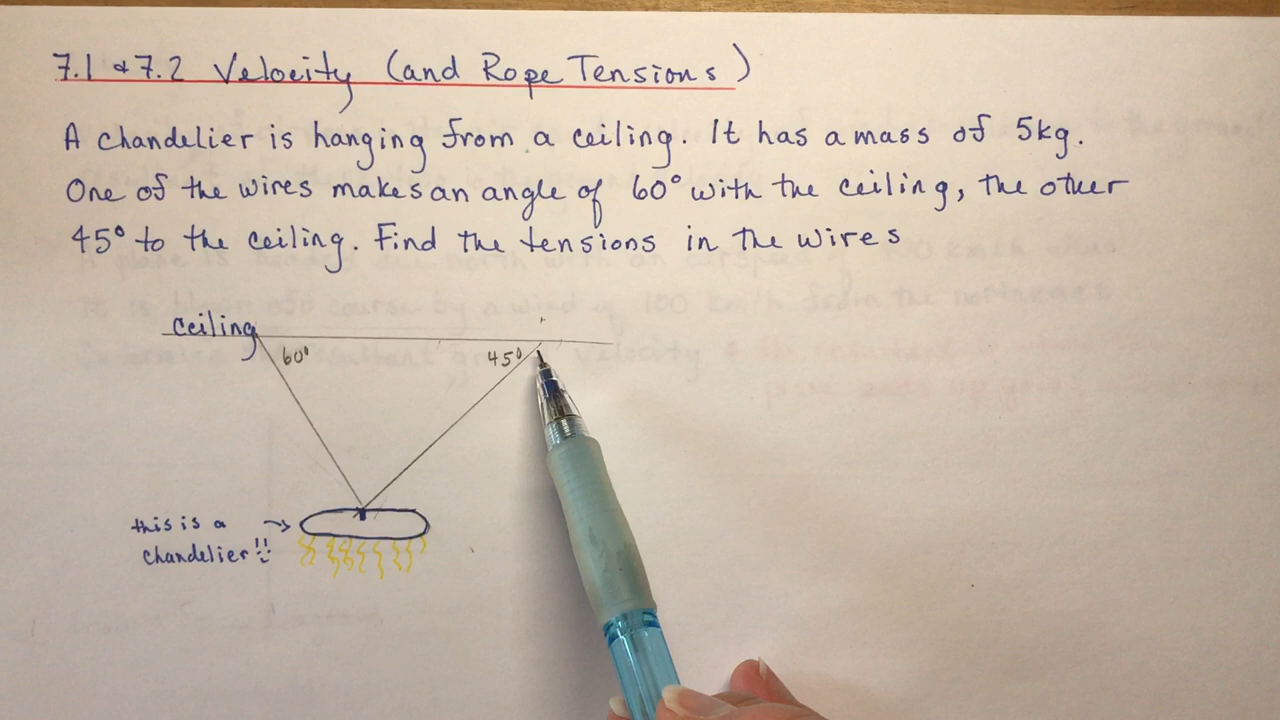 7.1 & 7.2 Velocity (and Rope Tensions)
A chandelier is hanging from a ceiling. It has a mass of 5kg.
One of the wires makes an angle of 60° with the ceiling, the other
45° to the ceiling. Find the tensions in the wires
ceiling
60° 45°
this is a
chandelier!!